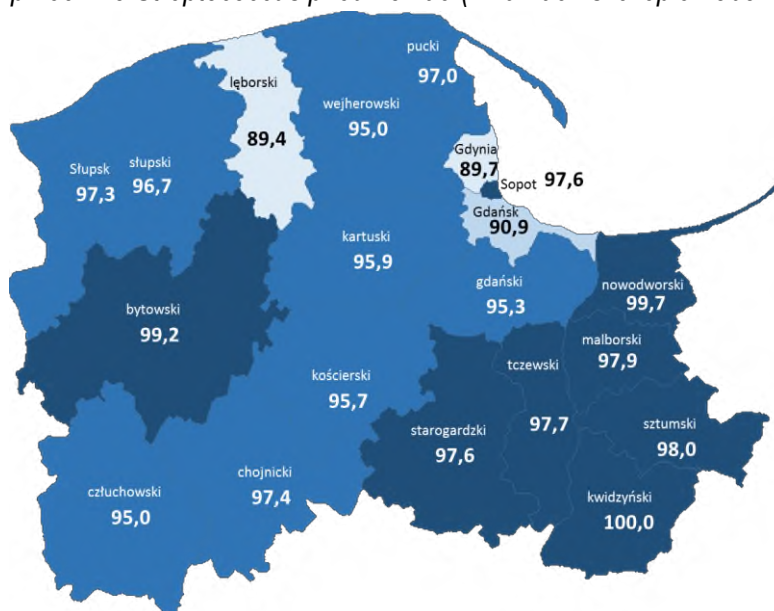 pucki
97,0
lęborski
89,4
wejherowski
95,0
Gdynia
89,7
Sopot 97,6
Słupsk
97,3
słupski
96,7
Gdańsk
90,9
kartuski
95,9
gdański
95,3
nowodworski
99,7
bytowski
99,2
malborski
97,9
tczewski
97,7
kościerski
95,7
starogardzki
97,6
sztumski
98,0
człuchowski
95,0
chojnicki
97,4
kwidzyński
100,0